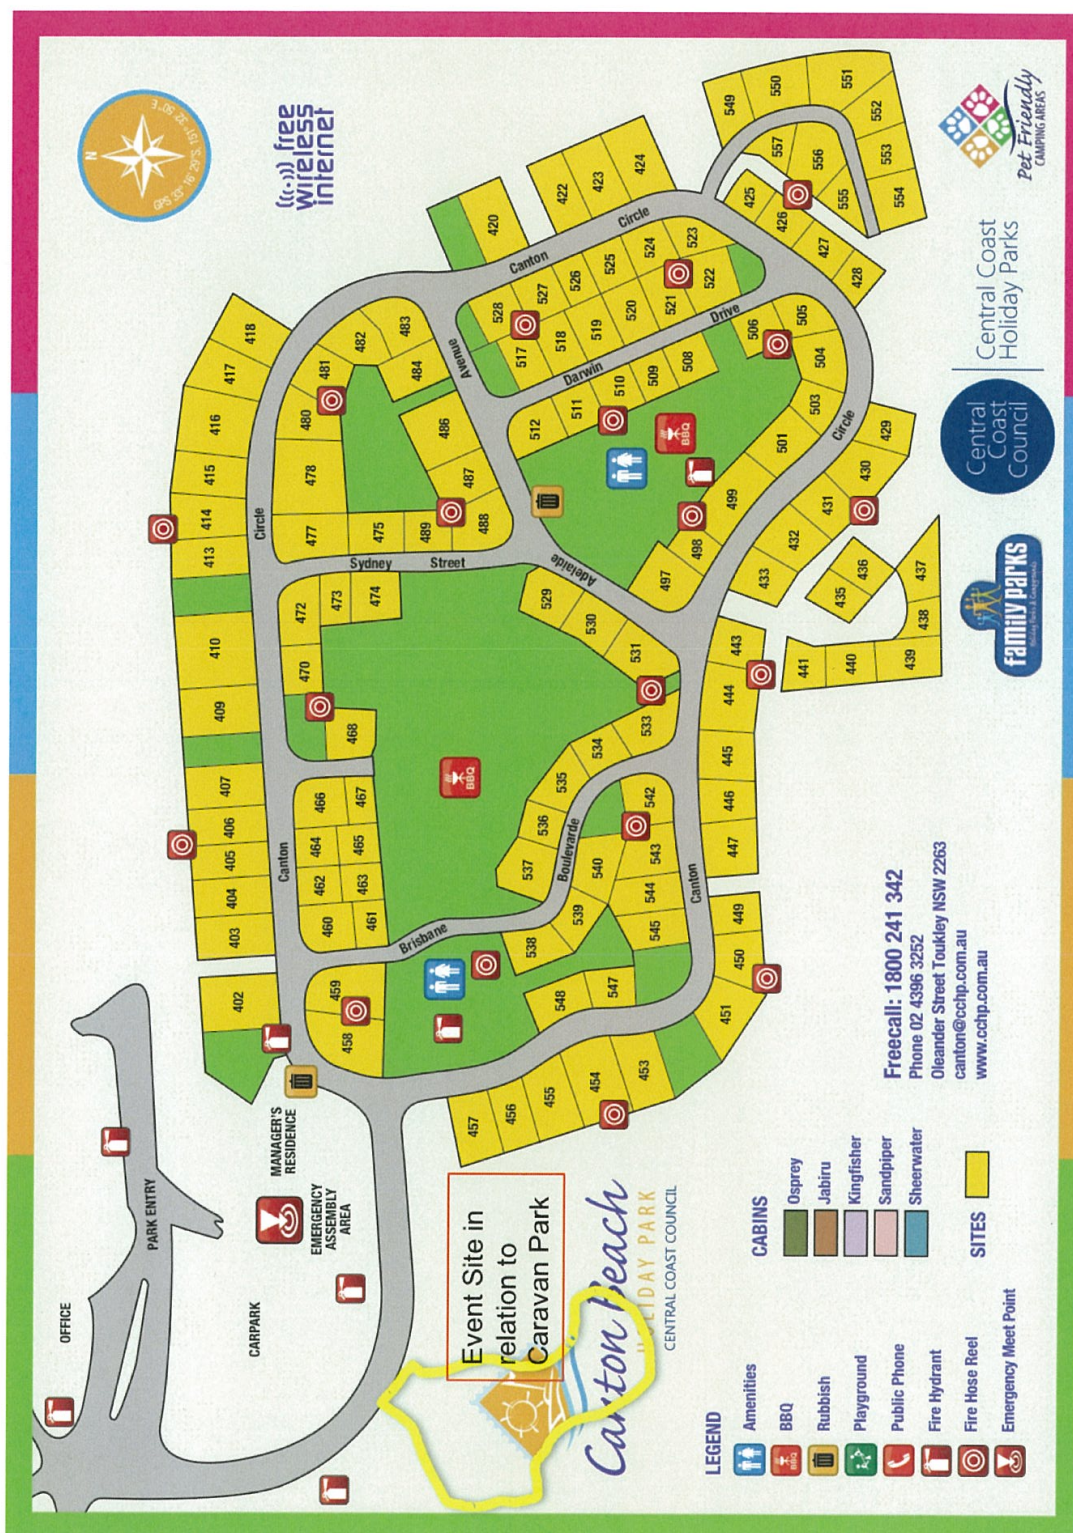 N
GPS 33° 16' 29"S, 151° 32' 50"E
free
wireless
internet
Pet Friendly
CAMPING AREAS
Central Coast
Holiday Parks
Central
Coast
Council
family parks
OFFICE
PARK ENTRY
CARPARK
MANAGER'S
RESIDENCE
EMERGENCY
ASSEMBLY
AREA
Event Site in
relation to
Caravan Park
Canton Beach
HOLIDAY PARK
CENTRAL COAST COUNCIL
402
403
404
405
406
407
409
410
413
414
415
416
417
418
420
422
423
424
425
426
427
428
429
430
431
432
433
435
436
437
438
439
440
441
443
444
445
446
447
449
450
451
453
454
455
456
457
458
459
460
461
462
463
464
465
466
467
468
470
472
473
474
475
477
478
480
481
482
483
484
486
487
488
489
497
498
499
501
503
504
505
506
508
509
510
511
512
517
518
519
520
521
522
523
524
525
526
527
528
529
530
531
533
534
535
536
537
538
539
540
542
543
544
545
547
548
549
550
551
552
553
554
555
556
557
Canton
Circle
Canton
Circle
Circle
Canton
Sydney Street
Adelaide
Avenue
Darwin
Drive
Brisbane
Boulevarde
BBQ
BBQ
Freecall: 1800 241 342
Phone 02 4396 3252
Oleander Street Toukley NSW 2263
canton@cchp.com.au
www.cchp.com.au
LEGEND
Amenities
BBQ
BBQ
Rubbish
Playground
Public Phone
Fire Hydrant
Fire Hose Reel
Emergency Meet Point
CABINS
Osprey
Jabiru
Kingfisher
Sandpiper
Sheerwater
SITES